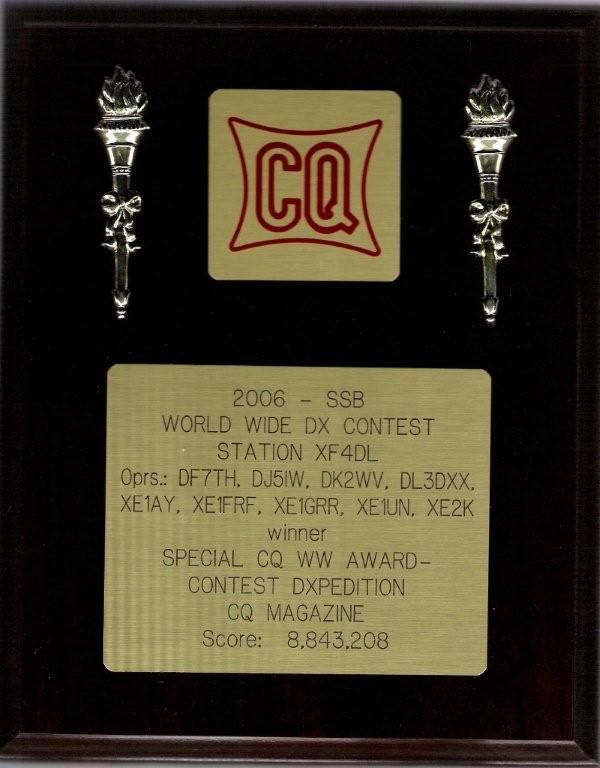 CQ
2006 - SSB
WORLD WIDE DX CONTEST
STATION XF4DL
Oprs.: DF7TH, DJ5IW, DK2WV, DL3DXX,
XE1AY, XE1FRF, XE1GRR, XE1UN, XE2K
winner
SPECIAL CQ WW AWARD-
CONTEST DXPEDITION
CQ MAGAZINE
Score: 8,843,208